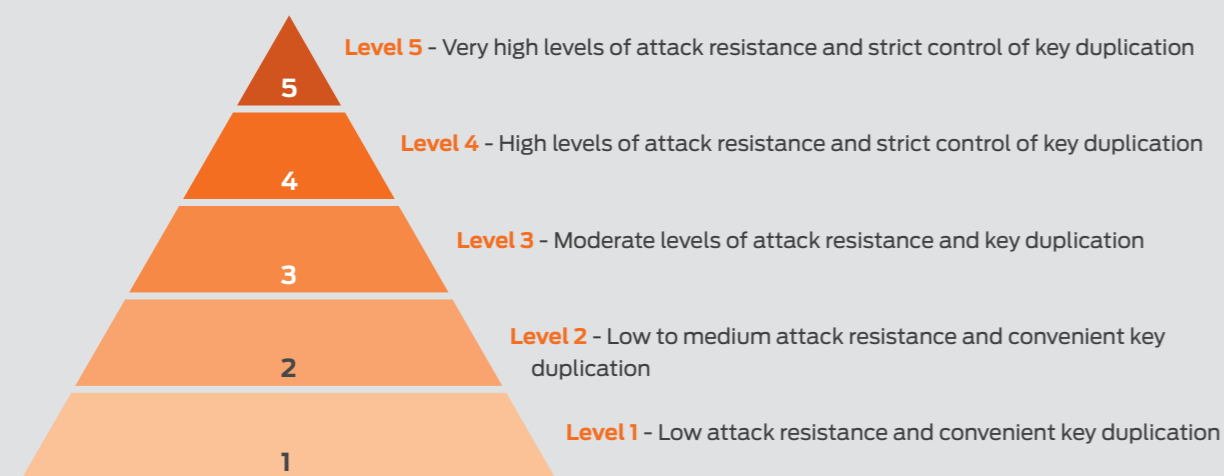 Level 5 - Very high levels of attack resistance and strict control of key duplication
5
Level 4 - High levels of attack resistance and strict control of key duplication
4
Level 3 - Moderate levels of attack resistance and key duplication
3
Level 2 - Low to medium attack resistance and convenient key
duplication
2
Level 1 - Low attack resistance and convenient key duplication
1